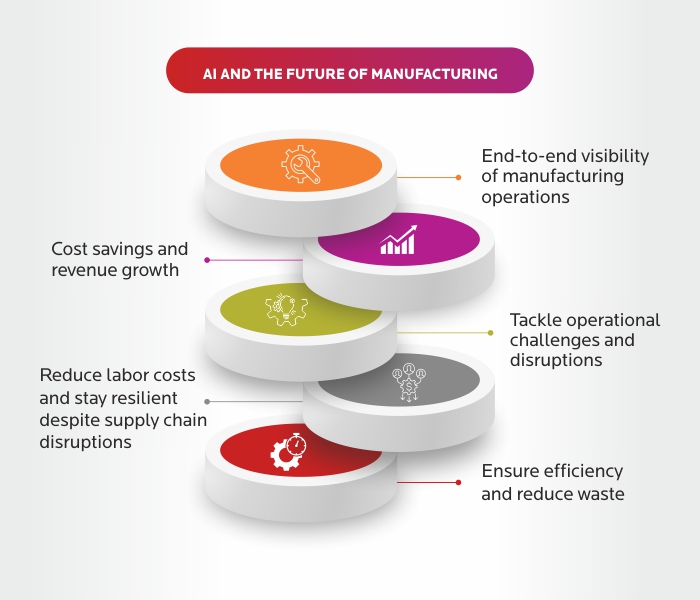 AI AND THE FUTURE OF MANUFACTURING
End-to-end visibility
of manufacturing
operations
Cost savings and
revenue growth
Tackle operational
challenges and
disruptions
Reduce labor costs
and stay resilient
despite supply chain
disruptions
Ensure efficiency
and reduce waste